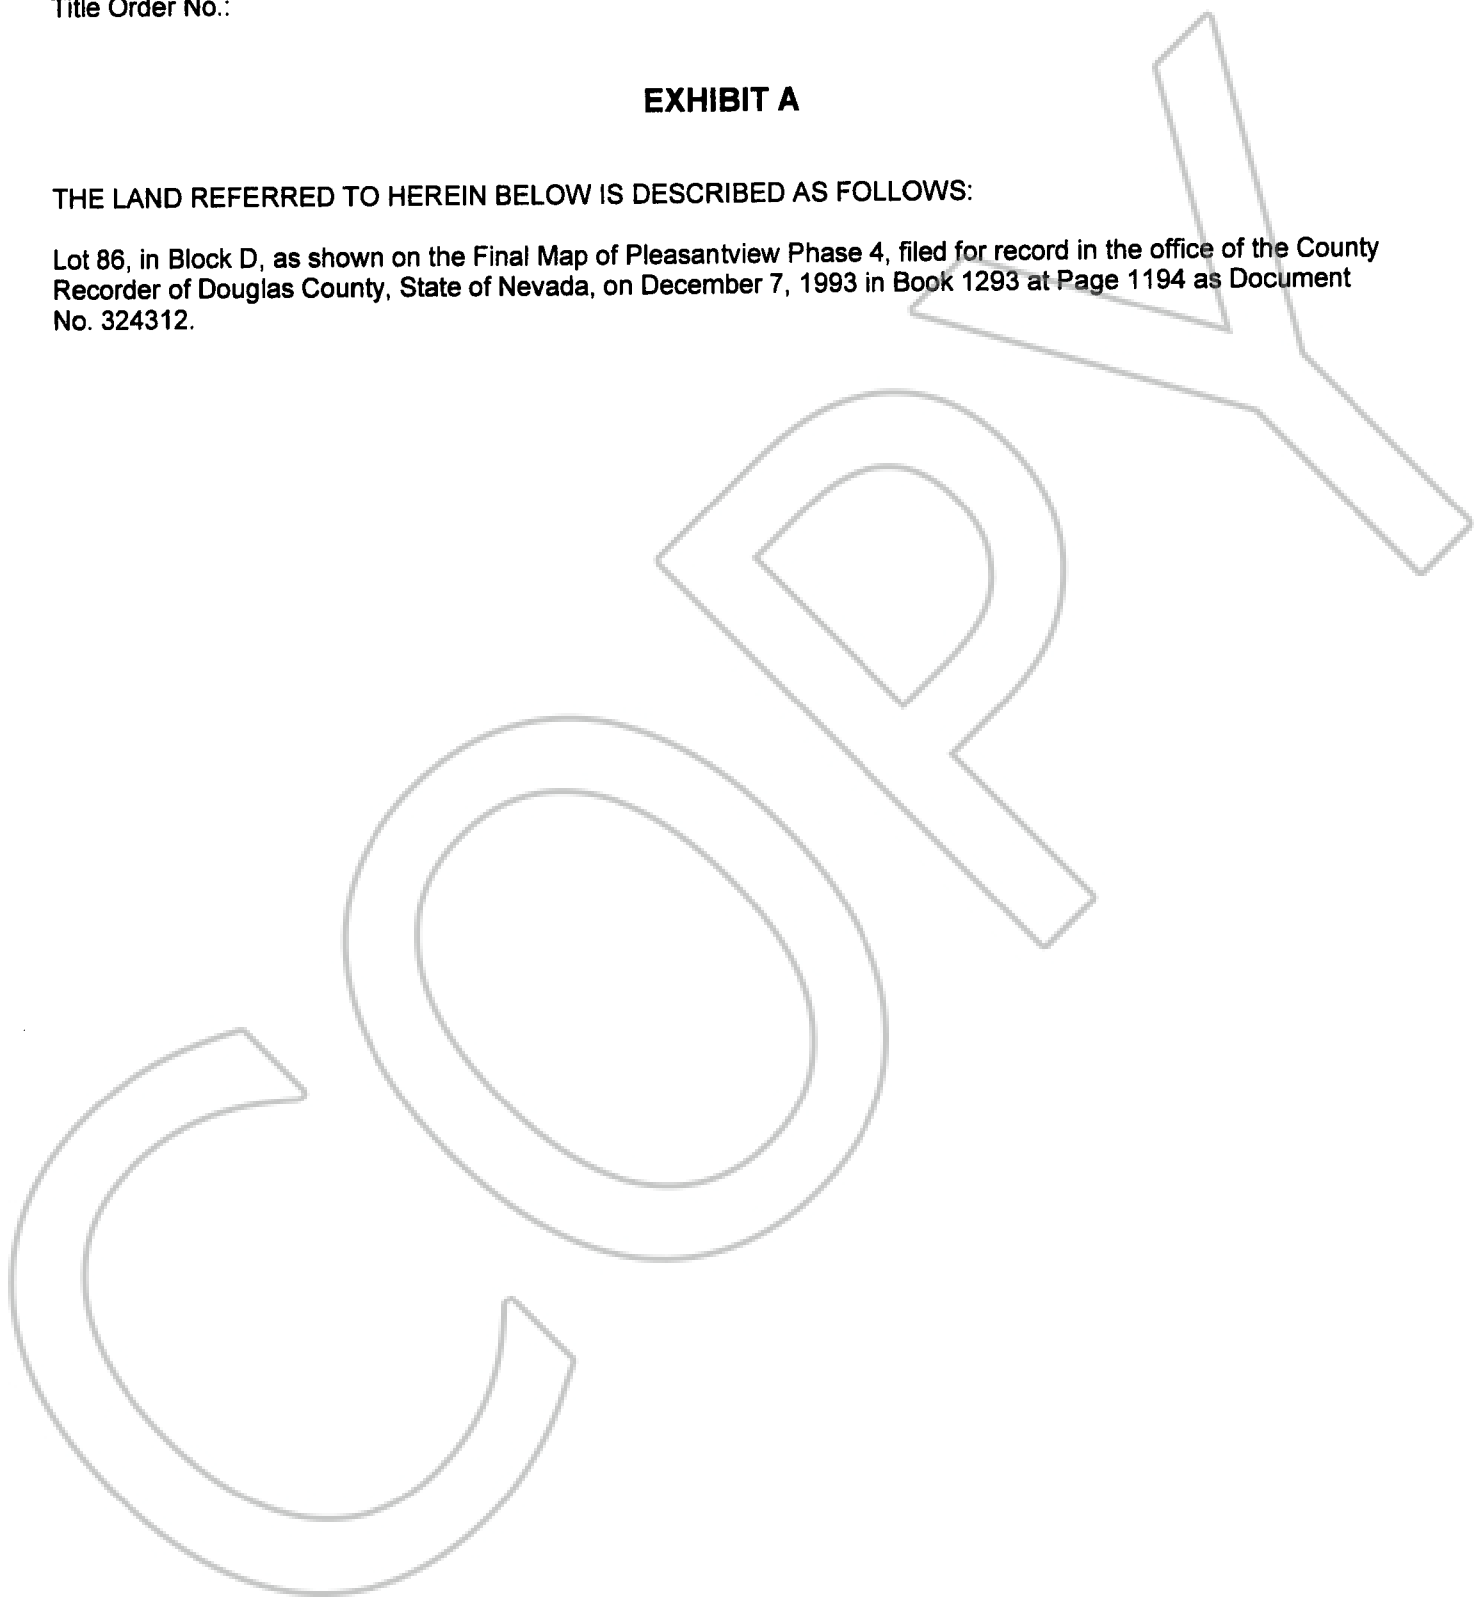 Title Order No.:
EXHIBIT A
THE LAND REFERRED TO HEREIN BELOW IS DESCRIBED AS FOLLOWS:
Lot 86, in Block D, as shown on the Final Map of Pleasantview Phase 4, filed for record in the office of the County
Recorder of Douglas County, State of Nevada, on December 7, 1993 in Book 1293 at Page 1194 as Document
No. 324312.
COPY